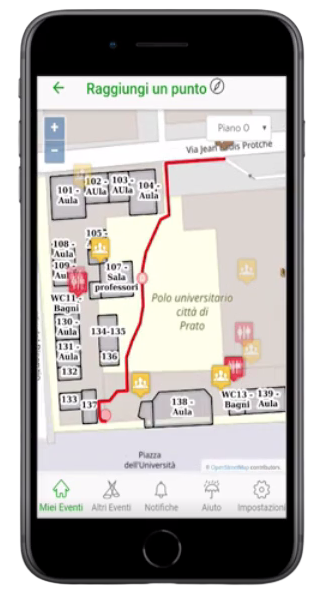 Raggiungi un punto
+
Piano 0
−
Via Jean
Protche
101 -
Aula
102 -
AUla
103 -
AUla
104 -
Aula
105 -
108 -
Aula
109 -
Aula
107 -
Sala
professori
WC11 -
Bagni
130 -
Aula
131 -
Aula
132
133
137
134-135
136
Polo universitario
città di
Prato
138 -
Aula
WC13 -
Bagni
139 -
Aula
Piazza
dell'Università
© OpenStreetMap contributors
Miei Eventi
Altri Eventi
Notifiche
Aiuto
Impostazioni